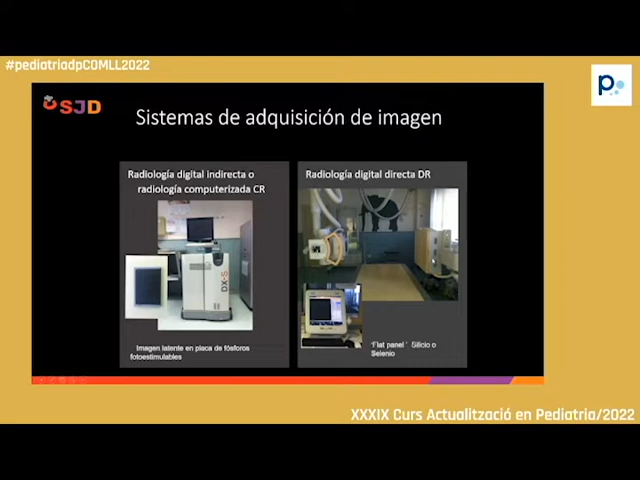 #pediatriadpCOMLL2022
p
SJD
Sistemas de adquisición de imagen
Radiología digital indirecta o
radiología computerizada CR
Radiología digital directa DR
DX-S
Imagen latente en placa de fósforos
fotoestimulables
"Flat panel" Silicio o
Selenio
XXXIX Curs Actualització en Pediatria/2022